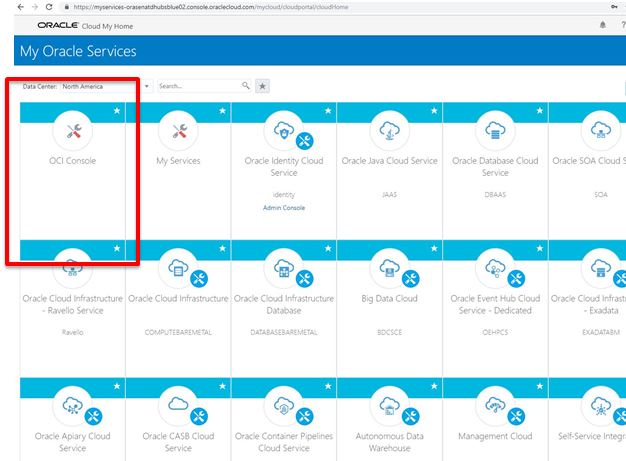 https://myservices-orasenatdhubsblue02.console.oraclecloud.com/mycloud/cloudportal/cloudHome
ORACLE Cloud My Home
?
My Oracle Services
Data Center: North America
Search...
OCI Console
My Services
Oracle Identity Cloud
Service
identity
Admin Console
Oracle Java Cloud Service
JAAS
Oracle Database Cloud
Service
DBAAS
Oracle SOA Cloud S
SOA
Oracle Cloud Infrastructure
- Ravello Service
Ravello
Oracle Cloud Infrastructure
COMPUTEBAREMETAL
Oracle Cloud Infrastructure
Database
DATABASEBAREMETAL
Big Data Cloud
BDCSCE
Oracle Event Hub Cloud
Service - Dedicated
OEHPCS
Oracle Cloud Infrast
- Exadata
EXADATABM
Oracle Apiary Cloud
Service
Oracle CASB Cloud
Service
Oracle Container Pipelines
Cloud Service
Autonomous Data
Warehouse
Management Cloud
Self-Service Integr